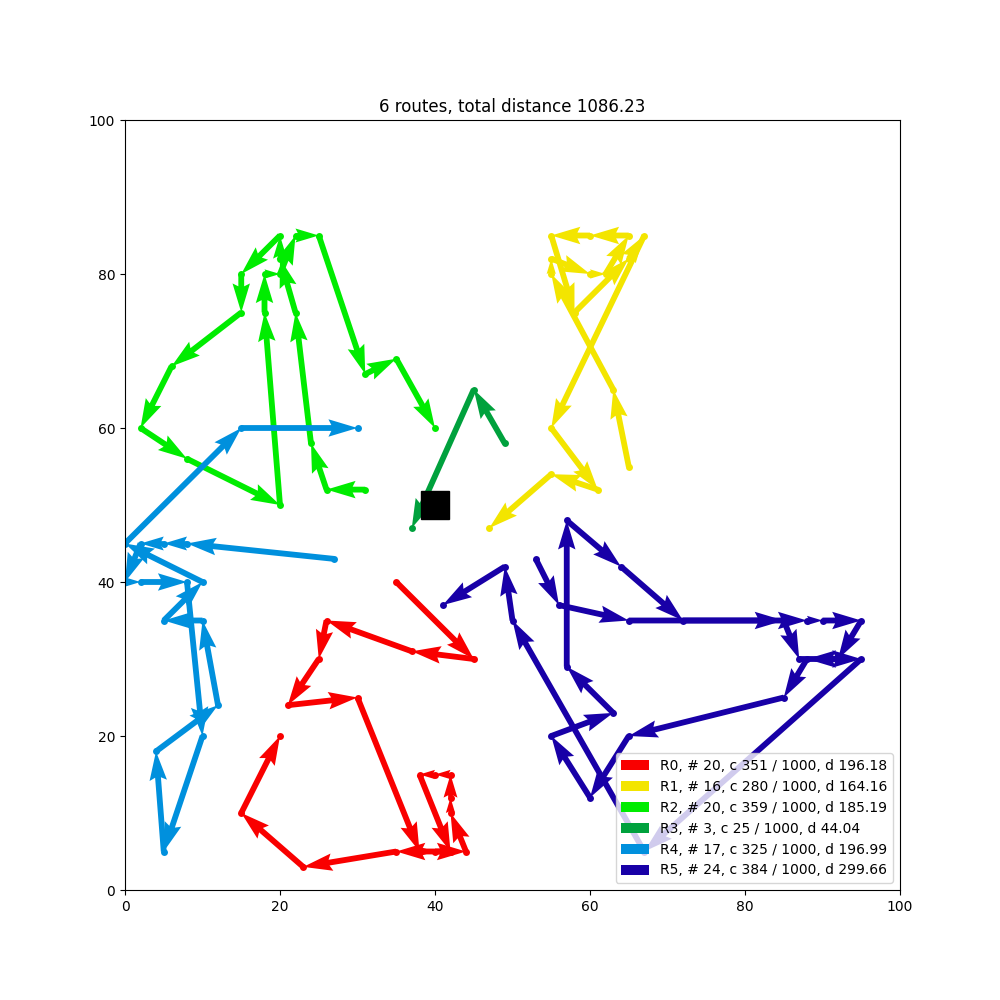 6 routes, total distance 1086.23
100
80
60
40
20
0
0 20 40 60 80 100
R0, # 20, c 351 / 1000, d 196.18
R1, # 16, c 280 / 1000, d 164.16
R2, # 20, c 359 / 1000, d 185.19
R3, # 3, c 25 / 1000, d 44.04
R4, # 17, c 325 / 1000, d 196.99
R5, # 24, c 384 / 1000, d 299.66